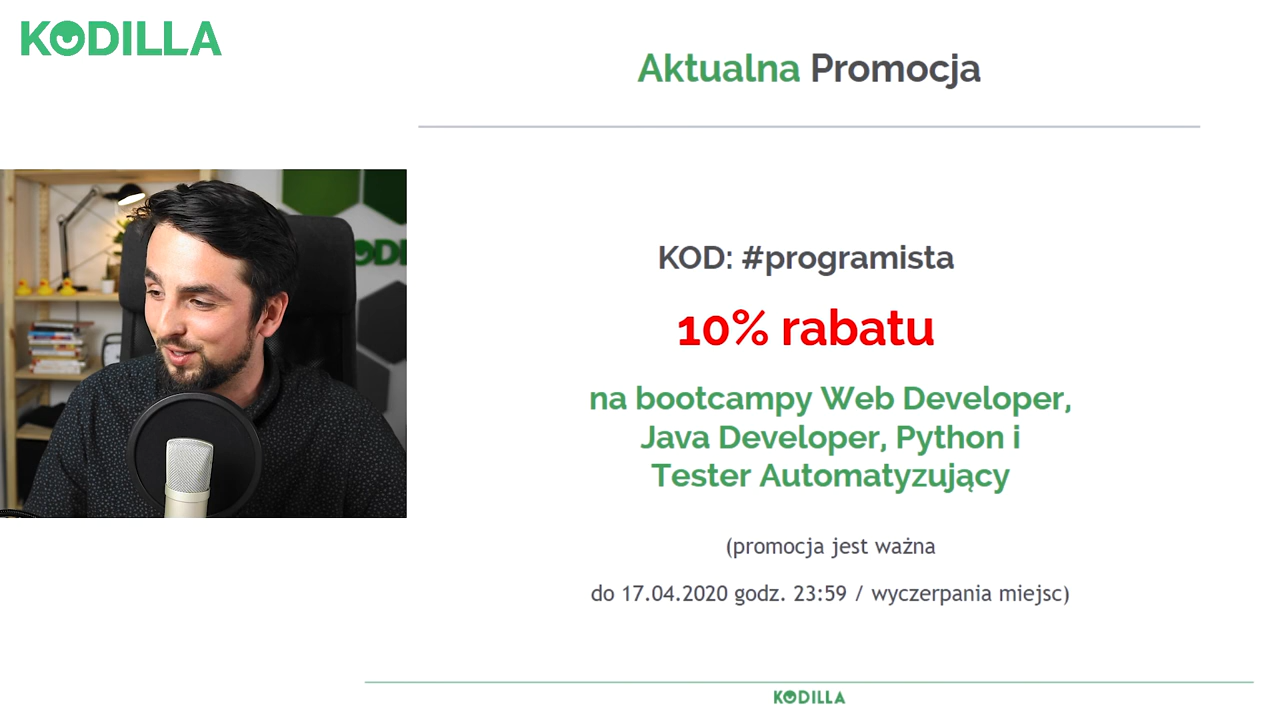 KODILLA
Aktualna Promocja
KOD: #programista
10% rabatu
na bootcampy Web Developer,
Java Developer, Python i
Tester Automatyzujący
(promocja jest ważna
do 17.04.2020 godz. 23:59 / wyczerpania miejsc)
KODILLA